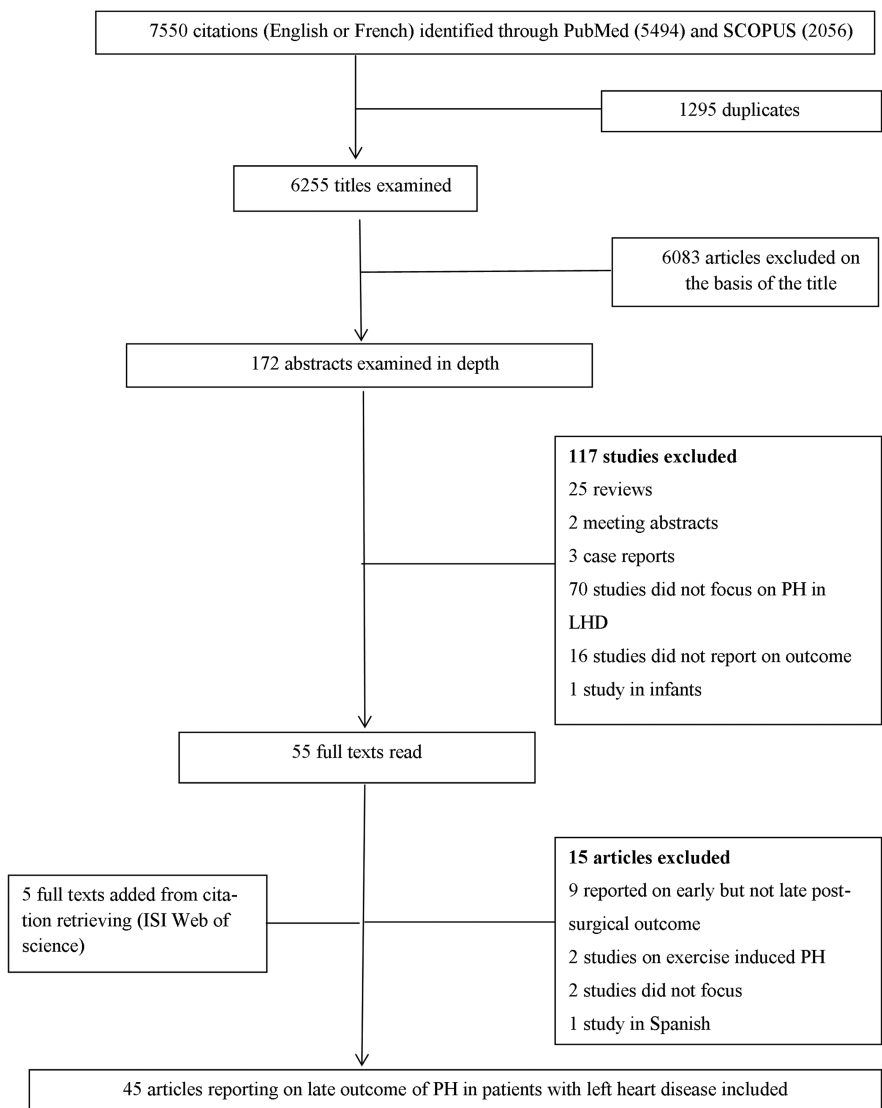 7550 citations (English or French) identified through PubMed (5494) and SCOPUS (2056)
1295 duplicates
6255 titles examined
6083 articles excluded on
the basis of the title
172 abstracts examined in depth
117 studies excluded
25 reviews
2 meeting abstracts
3 case reports
70 studies did not focus on PH in
LHD
16 studies did not report on outcome
1 study in infants
55 full texts read
5 full texts added from cita-
tion retrieving (ISI Web of
science)
15 articles excluded
9 reported on early but not late post-
surgical outcome
2 studies on exercise induced PH
2 studies did not focus
1 study in Spanish
45 articles reporting on late outcome of PH in patients with left heart disease included